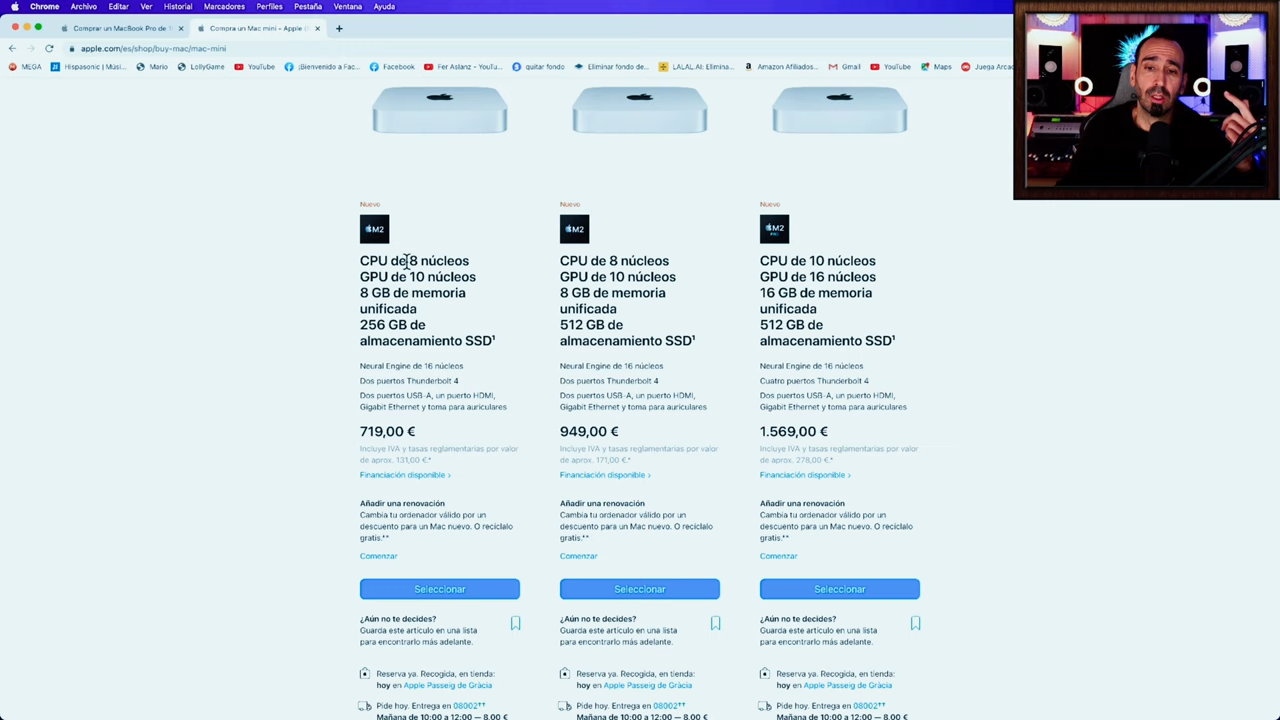 Chrome Archivo Editar Ver Historial Marcadores Perfiles Pestaña Ventana Ayuda
Comprar un MacBook Pro de 1
Compra un Mac mini - Apple (
apple.com/es/shop/buy-mac/mac-mini
MEGA Hispasonic | Músi... Mario LollyGame YouTube ¡Bienvenido a Fac... Facebook Fer Aslanz - YouTu... quitar fondo Eliminar fondo de... LALAL.AI: Elimina... Amazon Afiliados... Gmail YouTube Maps Juega Arcad
Nuevo
M2
CPU de 8 núcleos
GPU de 10 núcleos
8 GB de memoria
unificada
256 GB de
almacenamiento SSD¹
Neural Engine de 16 núcleos
Dos puertos Thunderbolt 4
Dos puertos USB-A, un puerto HDMI,
Gigabit Ethernet y toma para auriculares
719,00 €
Incluye IVA y tasas reglamentarias por valor
de aprox. 131,00 €.*
Financiación disponible >
Añadir una renovación
Cambia tu ordenador válido por un
descuento para un Mac nuevo. O recíclalo
gratis.**
Comenzar
Seleccionar
¿Aún no te decides?
Guarda este artículo en una lista
para encontrarlo más adelante.
Reserva ya. Recogida, en tienda:
hoy en Apple Passeig de Gràcia
Pide hoy. Entrega en 08002††
Mañana de 10:00 a 12:00 — 8,00 €
Nuevo
M2
CPU de 8 núcleos
GPU de 10 núcleos
8 GB de memoria
unificada
512 GB de
almacenamiento SSD¹
Neural Engine de 16 núcleos
Dos puertos Thunderbolt 4
Dos puertos USB-A, un puerto HDMI,
Gigabit Ethernet y toma para auriculares
949,00 €
Incluye IVA y tasas reglamentarias por valor
de aprox. 171,00 €.*
Financiación disponible >
Añadir una renovación
Cambia tu ordenador válido por un
descuento para un Mac nuevo. O recíclalo
gratis.**
Comenzar
Seleccionar
¿Aún no te decides?
Guarda este artículo en una lista
para encontrarlo más adelante.
Reserva ya. Recogida, en tienda:
hoy en Apple Passeig de Gràcia
Pide hoy. Entrega en 08002††
Mañana de 10:00 a 12:00 — 8,00 €
Nuevo
M2
PRO
CPU de 10 núcleos
GPU de 16 núcleos
16 GB de memoria
unificada
512 GB de
almacenamiento SSD¹
Neural Engine de 16 núcleos
Cuatro puertos Thunderbolt 4
Dos puertos USB-A, un puerto HDMI,
Gigabit Ethernet y toma para auriculares
1.569,00 €
Incluye IVA y tasas reglamentarias por valor
de aprox. 278,00 €.*
Financiación disponible >
Añadir una renovación
Cambia tu ordenador válido por un
descuento para un Mac nuevo. O recíclalo
gratis.**
Comenzar
Seleccionar
¿Aún no te decides?
Guarda este artículo en una lista
para encontrarlo más adelante.
Reserva ya. Recogida, en tienda:
hoy en Apple Passeig de Gràcia
Pide hoy. Entrega en 08002††
Mañana de 10:00 a 12:00 — 8,00 €